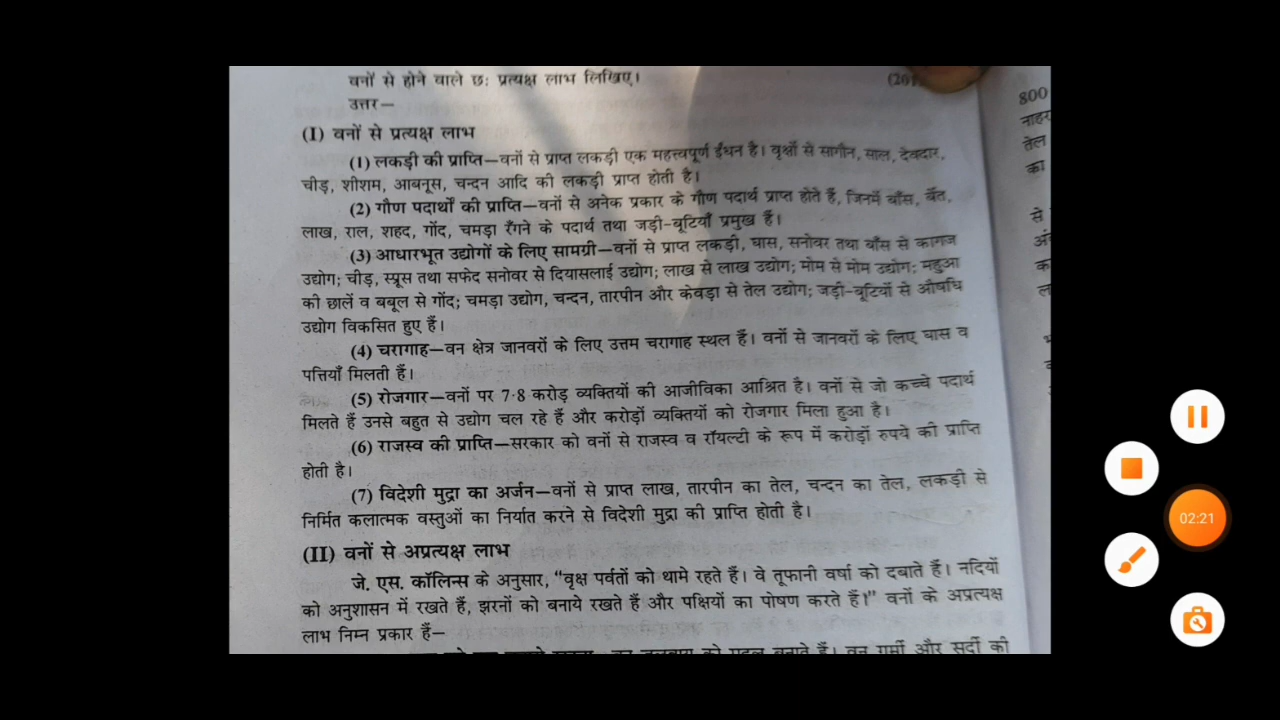 वनों से होने वाले छः प्रत्यक्ष लाभ लिखिए।
उत्तर—
(I) वनों से प्रत्यक्ष लाभ
(1) लकड़ी की प्राप्ति—वनों से प्राप्त लकड़ी एक महत्त्वपूर्ण ईंधन है। वृक्षों से सागौन, साल, देवदार,
चीड़, शीशम, आबनूस, चन्दन आदि की लकड़ी प्राप्त होती है।
(2) गौण पदार्थों की प्राप्ति—वनों से अनेक प्रकार के गौण पदार्थ प्राप्त होते हैं, जिनमें बाँस, बेंत,
लाख, राल, शहद, गोंद, चमड़ा रँगने के पदार्थ तथा जड़ी-बूटियाँ प्रमुख हैं।
(3) आधारभूत उद्योगों के लिए सामग्री—वनों से प्राप्त लकड़ी, घास, सनोवर तथा बाँस से कागज
उद्योग; चीड़, स्प्रूस तथा सफेद सनोवर से दियासलाई उद्योग; लाख से लाख उद्योग; मोम से मोम उद्योग; महुआ
की छालें व बबूल से गोंद; चमड़ा उद्योग, चन्दन, तारपीन और केवड़ा से तेल उद्योग; जड़ी-बूटियों से औषधि
उद्योग विकसित हुए हैं।
(4) चरागाह—वन क्षेत्र जानवरों के लिए उत्तम चरागाह स्थल हैं। वनों से जानवरों के लिए घास व
पत्तियाँ मिलती हैं।
(5) रोजगार—वनों पर 7·8 करोड़ व्यक्तियों की आजीविका आश्रित है। वनों से जो कच्चे पदार्थ
मिलते हैं उनसे बहुत से उद्योग चल रहे हैं और करोड़ों व्यक्तियों को रोजगार मिला हुआ है।
(6) राजस्व की प्राप्ति—सरकार को वनों से राजस्व व रॉयल्टी के रूप में करोड़ों रुपये की प्राप्ति
होती है।
(7) विदेशी मुद्रा का अर्जन—वनों से प्राप्त लाख, तारपीन का तेल, चन्दन का तेल, लकड़ी से
निर्मित कलात्मक वस्तुओं का निर्यात करने से विदेशी मुद्रा की प्राप्ति होती है।
(II) वनों से अप्रत्यक्ष लाभ
जे. एस. कॉलिन्स के अनुसार, "वृक्ष पर्वतों को थामे रहते हैं। वे तूफानी वर्षा को दबाते हैं। नदियों
को अनुशासन में रखते हैं, झरनों को बनाये रखते हैं और पक्षियों का पोषण करते हैं।" वनों के अप्रत्यक्ष
लाभ निम्न प्रकार हैं—
800
तेल
का
से
02:21